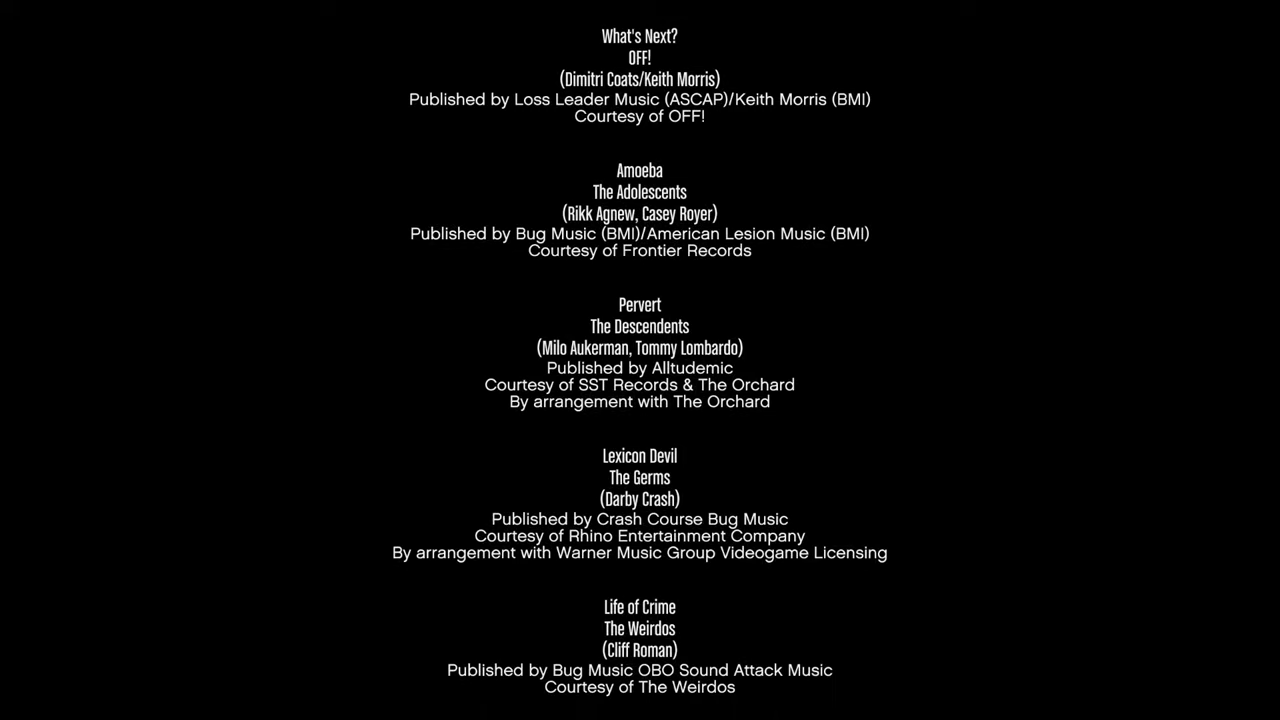 What's Next?
OFF!
(Dimitri Coats/Keith Morris)
Published by Loss Leader Music (ASCAP)/Keith Morris (BMI)
Courtesy of OFF!
Amoeba
The Adolescents
(Rikk Agnew, Casey Royer)
Published by Bug Music (BMI)/American Lesion Music (BMI)
Courtesy of Frontier Records
Pervert
The Descendents
(Milo Aukerman, Tommy Lombardo)
Published by Alltudemic
Courtesy of SST Records & The Orchard
By arrangement with The Orchard
Lexicon Devil
The Germs
(Darby Crash)
Published by Crash Course Bug Music
Courtesy of Rhino Entertainment Company
By arrangement with Warner Music Group Videogame Licensing
Life of Crime
The Weirdos
(Cliff Roman)
Published by Bug Music OBO Sound Attack Music
Courtesy of The Weirdos